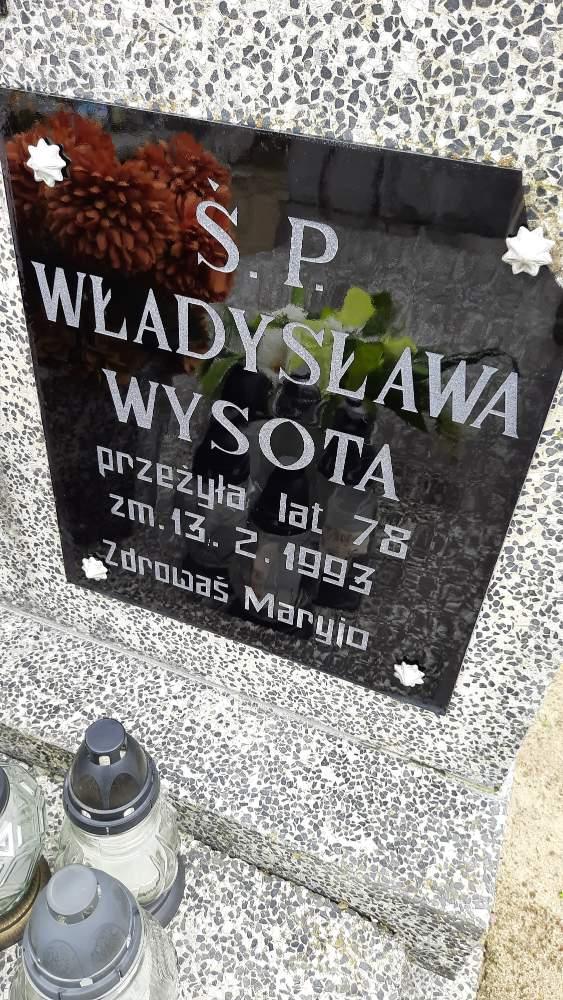 Ś. P.
WŁADYSŁAWA
WYSOTA
przeżyła lat 78
zm. 13. 2. 1993
Zdrowaś Maryjo